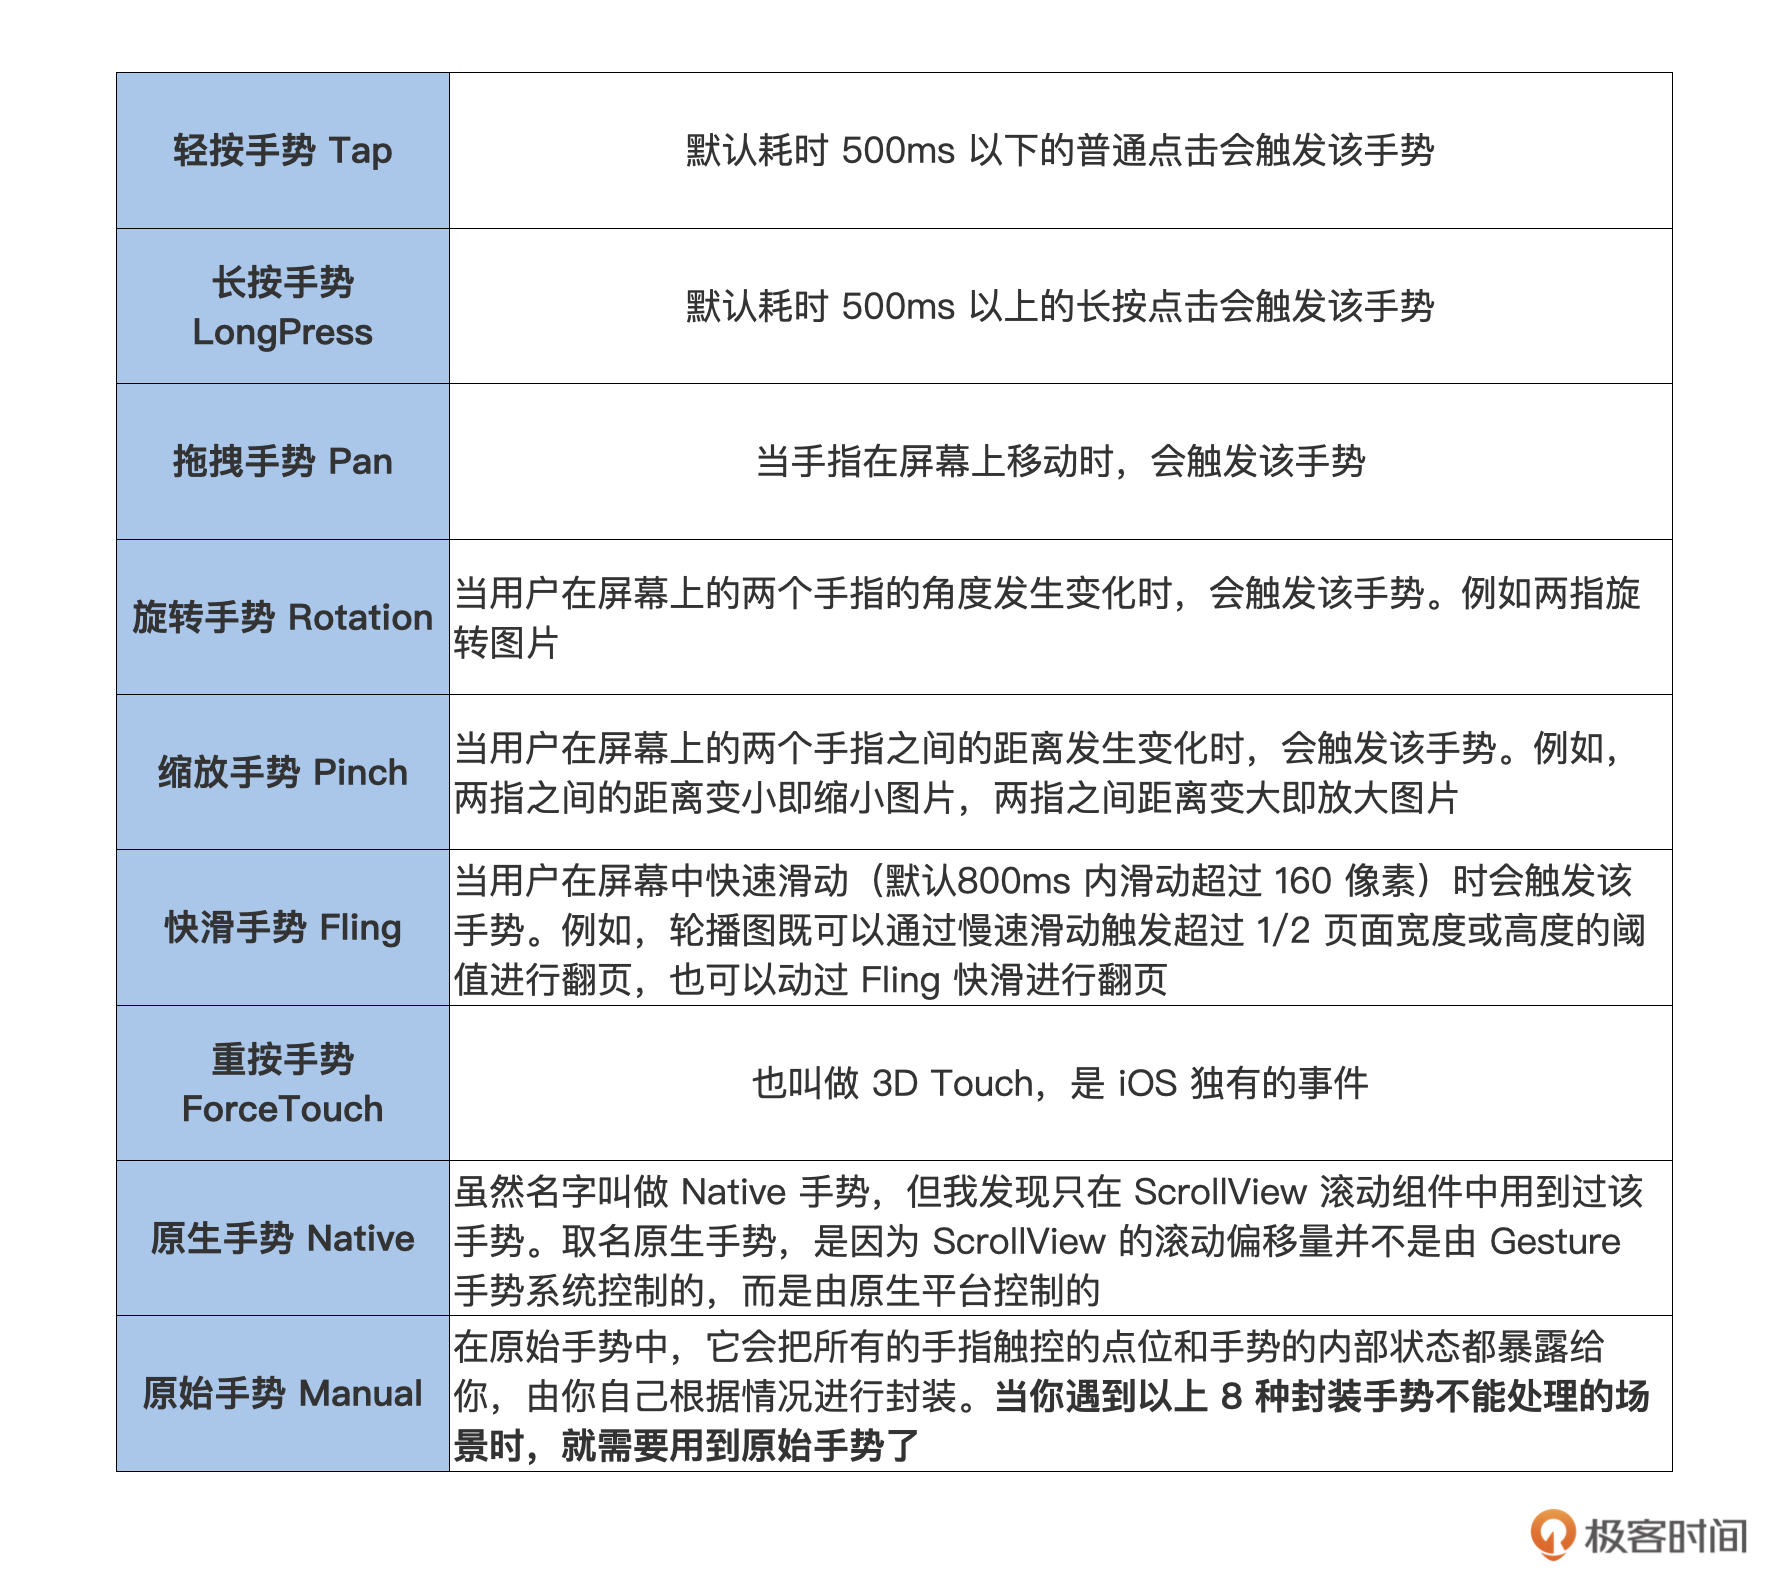 轻按手势 Tap
默认耗时 500ms 以下的普通点击会触发该手势
长按手势
LongPress
默认耗时 500ms 以上的长按点击会触发该手势
拖拽手势 Pan
当手指在屏幕上移动时，会触发该手势
旋转手势 Rotation
当用户在屏幕上的两个手指的角度发生变化时，会触发该手势。例如两指旋
转图片
缩放手势 Pinch
当用户在屏幕上的两个手指之间的距离发生变化时，会触发该手势。例如，
两指之间的距离变小即缩小图片，两指之间距离变大即放大图片
快滑手势 Fling
当用户在屏幕中快速滑动（默认800ms 内滑动超过 160 像素）时会触发该
手势。例如，轮播图既可以通过慢速滑动触发超过 1/2 页面宽度或高度的阈
值进行翻页，也可以动过 Fling 快滑进行翻页
重按手势
ForceTouch
也叫做 3D Touch，是 iOS 独有的事件
原生手势 Native
虽然名字叫做 Native 手势，但我发现只在 ScrollView 滚动组件中用到过该
手势。取名原生手势，是因为 ScrollView 的滚动偏移量并不是由 Gesture
手势系统控制的，而是由原生平台控制的
原始手势 Manual
在原始手势中，它会把所有的手指触控的点位和手势的内部状态都暴露给
你，由你自己根据情况进行封装。当你遇到以上 8 种封装手势不能处理的场
景时，就需要用到原始手势了
极客时间